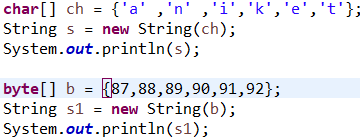 char[] ch = {'a' ,'n' ,'i','k','e','t'};
String s = new String(ch);
System.out.println(s);
byte[] b = {87,88,89,90,91,92};
String s1 = new String(b);
System.out.println(s1);